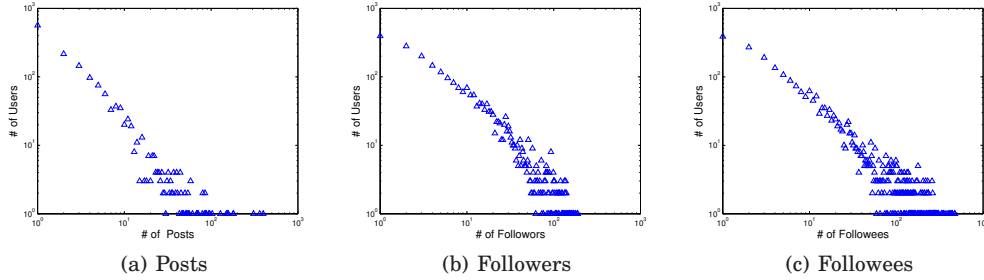 10³
10²
10¹
10⁰
# of Users
10⁰ 10¹ 10² 10³
# of Posts
(a) Posts
10³
10²
10¹
10⁰
# of Users
10⁰ 10¹ 10² 10³
# of Followors
(b) Followers
10³
10²
10¹
10⁰
# of Users
10⁰ 10¹ 10² 10³
# of Followees
(c) Followees